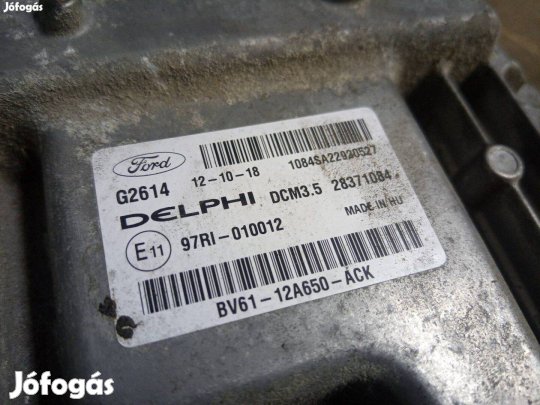 Jófogás
Jófogás
Ford
G2614 12-10-18 1084SA22920527
DELPHI DCM3.5 28371084
E11 97RI-010012 MADE IN HU
BV61-12A650-ACK
Jófogás